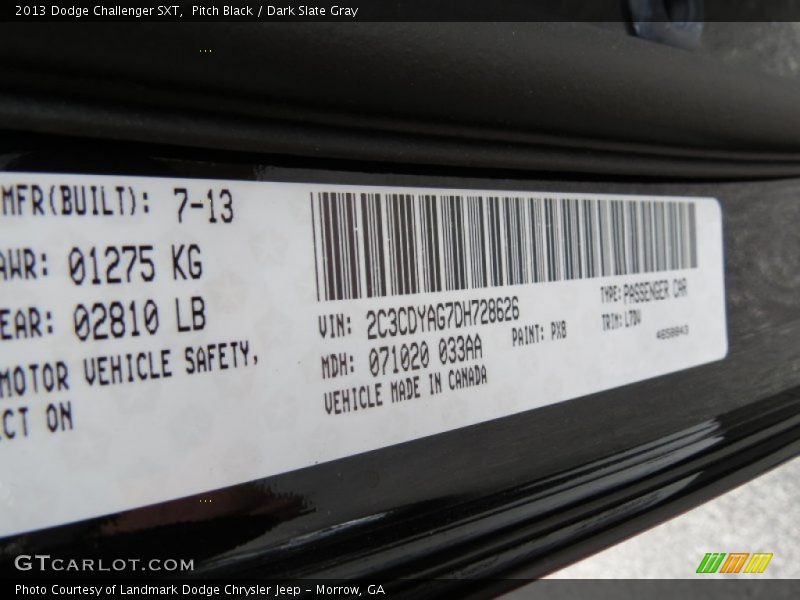 2013 Dodge Challenger SXT, Pitch Black / Dark Slate Gray
MFR(BUILT): 7-13
AWR: 01275 KG
EAR: 02810 LB
MOTOR VEHICLE SAFETY,
ECT ON
VIN: 2C3CDYAG7DH728626
MDH: 071020 033AA
VEHICLE MADE IN CANADA
PAINT: PX8
TYPE: PASSENGER CAR
TRIM: L7DV
GTCARLOT.COM
Photo Courtesy of Landmark Dodge Chrysler Jeep – Morrow, GA